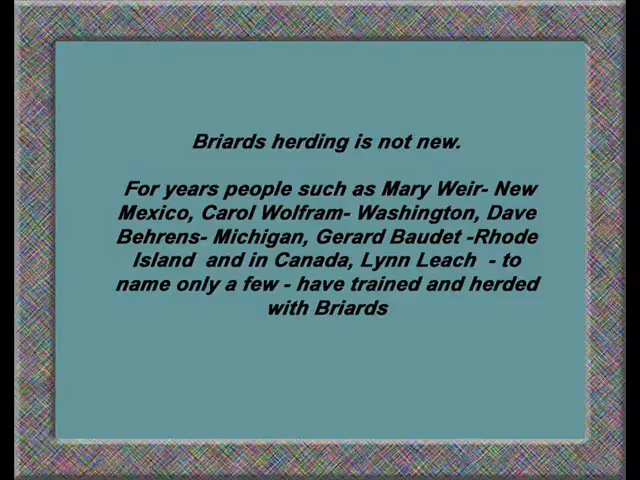 Briards herding is not new.
For years people such as Mary Weir- New
Mexico, Carol Wolfram- Washington, Dave
Behrens- Michigan, Gerard Baudet -Rhode
Island  and in Canada, Lynn Leach  - to
name only a few - have trained and herded
with Briards